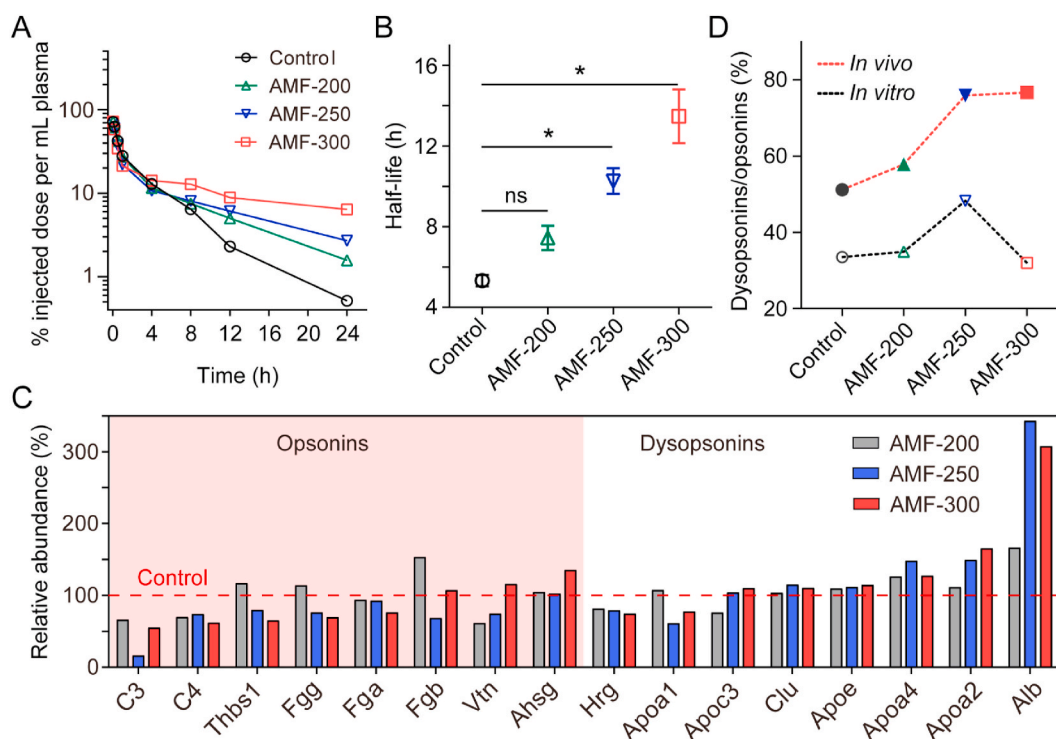 A
% injected dose per mL plasma
100
10
1
0 4 8 12 16 20 24
Time (h)
Control
AMF-200
AMF-250
AMF-300
B
Half-life (h)
16
12
8
4
*
*
ns
Control
AMF-200
AMF-250
AMF-300
D
Dysopsonins/opsonins (%)
80
60
40
20
In vivo
In vitro
Control
AMF-200
AMF-250
AMF-300
C
Relative abundance (%)
300
200
100
0
Opsonins
Dysopsonins
Control
AMF-200
AMF-250
AMF-300
C3
C4
Thbs1
Fgg
Fga
Fgb
Vtn
Ahsg
Hrg
Apoa1
Apoc3
Clu
Apoe
Apoa4
Apoa2
Alb